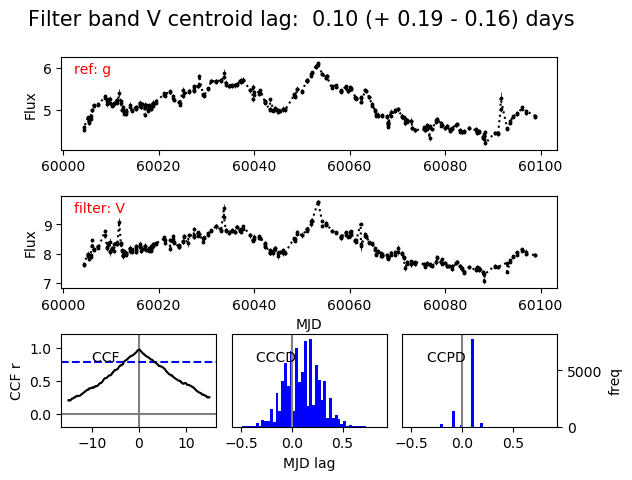 Filter band V centroid lag:  0.10 (+ 0.19 - 0.16) days
ref: g
Flux
6
5
60000 60020 60040 60060 60080 60100
filter: V
Flux
9
8
7
60000 60020 60040 60060 60080 60100
MJD
CCF
CCF r
1.0
0.5
0.0
−10 0 10
CCCD
−0.5 0.0 0.5
MJD lag
CCPD
−0.5 0.0 0.5
5000
0
freq